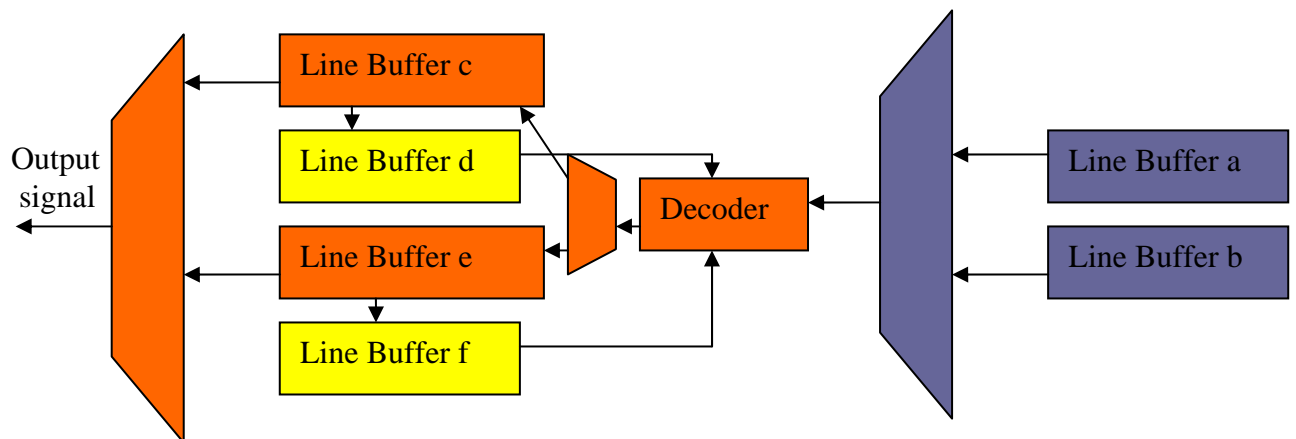 Line Buffer c
Line Buffer d
Output
signal
Line Buffer a
Decoder
Line Buffer e
Line Buffer b
Line Buffer f